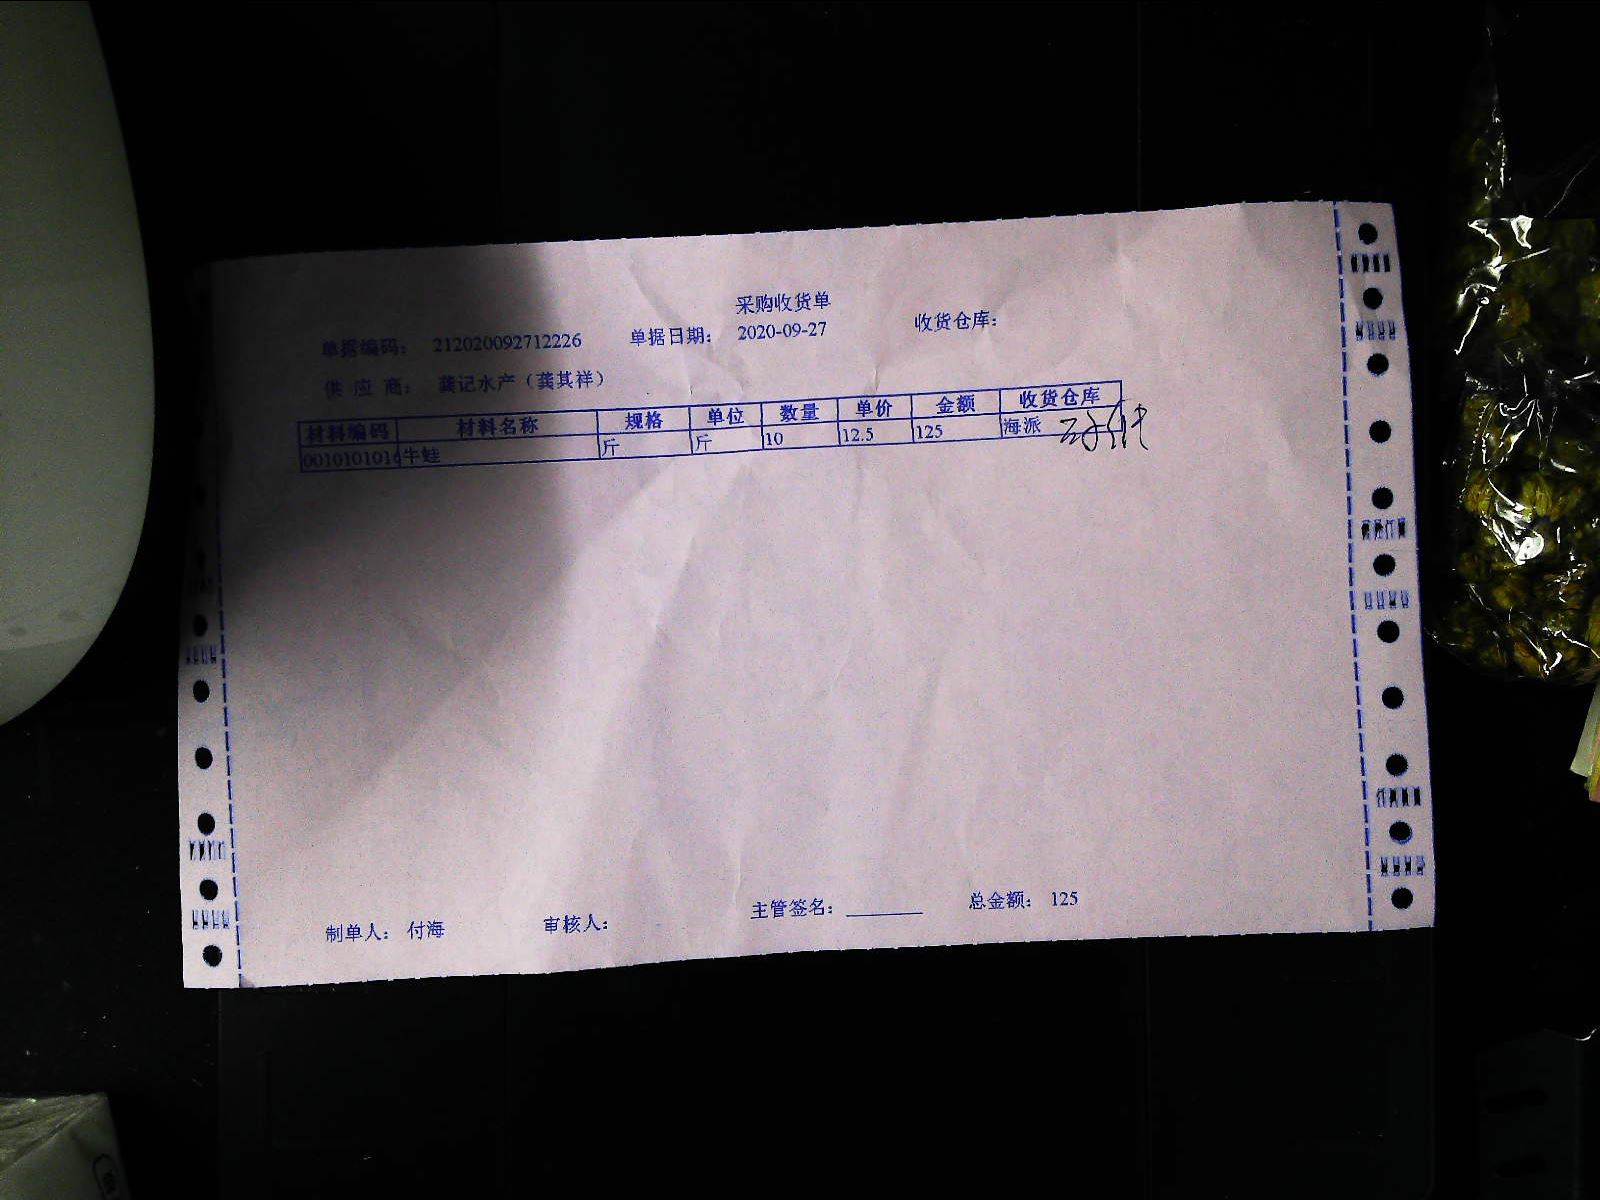 采购收货单
单据编码: 212020092712226 单据日期: 2020-09-27 收货仓库:
供 应 商: 龚记水产（龚其祥）
材料编码 材料名称 规格 单位 数量 单价 金额 收货仓库
0010101016 牛蛙 斤 斤 10 12.5 125 海派
制单人: 付海 审核人: 主管签名: ________ 总金额: 125